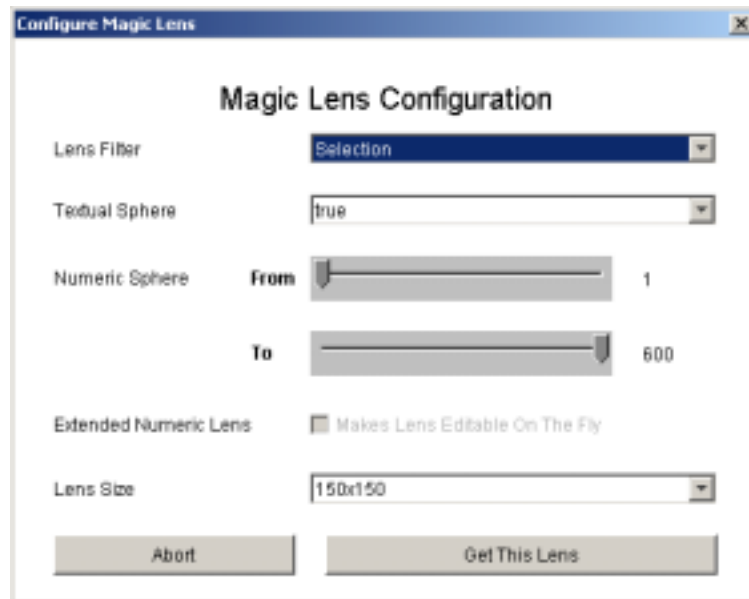 Configure Magic Lens
Magic Lens Configuration
Lens Filter Selection
Textual Sphere true
Numeric Sphere From 1
To 600
Extended Numeric Lens Makes Lens Editable On The Fly
Lens Size 150x150
Abort Get This Lens